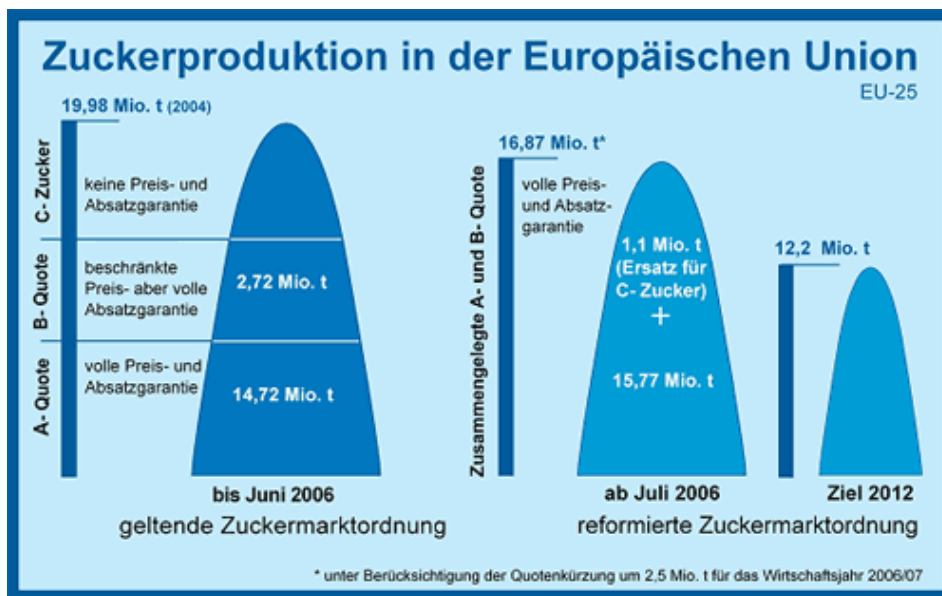 Zuckerproduktion in der Europäischen Union
EU-25
19,98 Mio. t (2004)
C- Zucker
keine Preis- und
Absatzgarantie
B- Quote
beschränkte
Preis- aber volle
Absatzgarantie
2,72 Mio. t
A- Quote
volle Preis- und
Absatzgarantie
14,72 Mio. t
bis Juni 2006
geltende Zuckermarktordnung
Zusammengelegte A- und B- Quote
16,87 Mio. t*
volle Preis-
und Absatz-
garantie
1,1 Mio. t
(Ersatz für
C- Zucker)
+
15,77 Mio. t
12,2 Mio. t
ab Juli 2006
Ziel 2012
reformierte Zuckermarktordnung
* unter Berücksichtigung der Quotenkürzung um 2,5 Mio. t für das Wirtschaftsjahr 2006/07